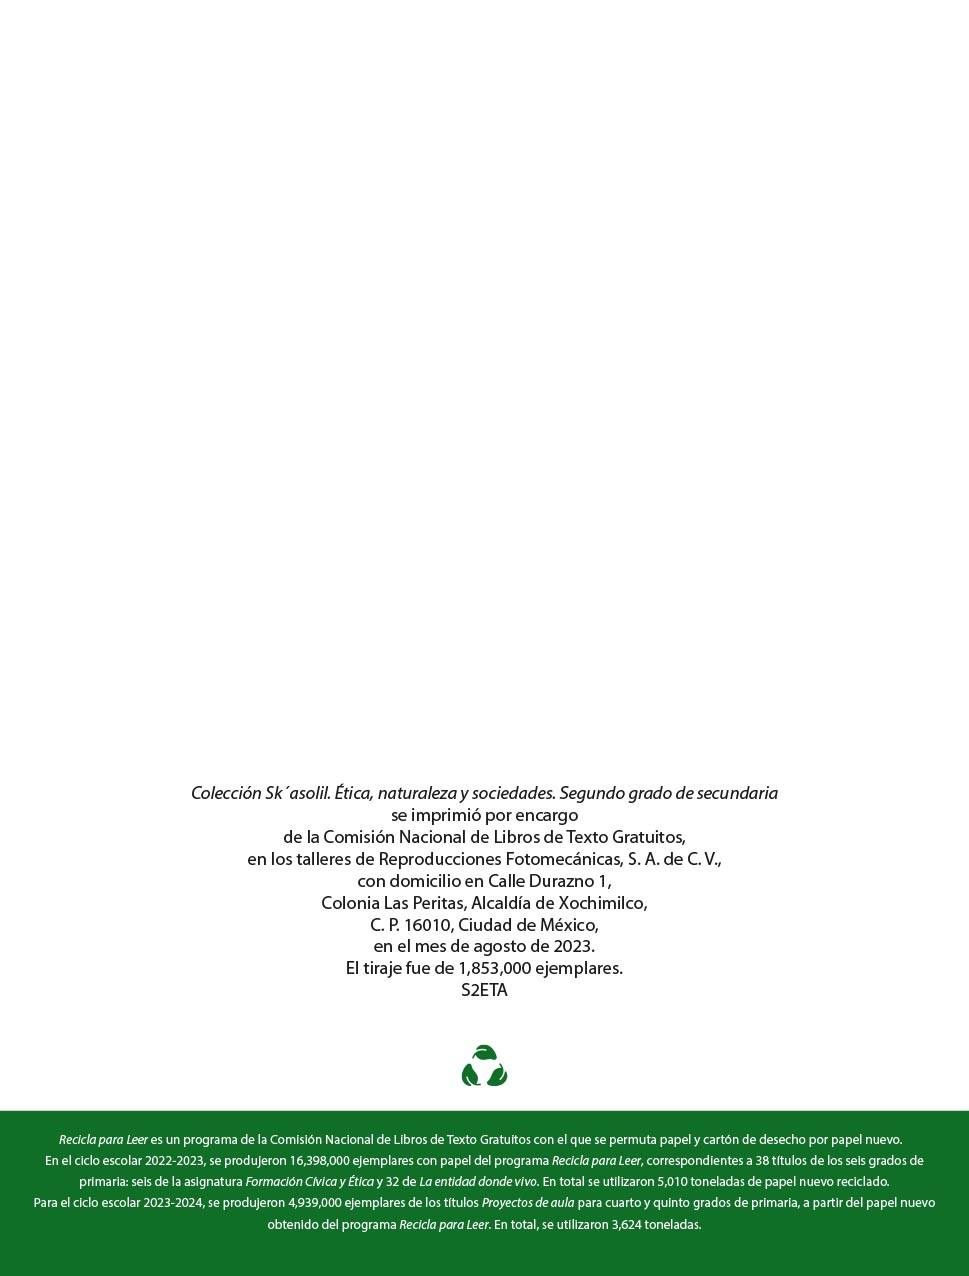 Colección Sk´asolil. Ética, naturaleza y sociedades. Segundo grado de secundaria
se imprimió por encargo
de la Comisión Nacional de Libros de Texto Gratuitos,
en los talleres de Reproducciones Fotomecánicas, S. A. de C. V.,
con domicilio en Calle Durazno 1,
Colonia Las Peritas, Alcaldía de Xochimilco,
C. P. 16010, Ciudad de México,
en el mes de agosto de 2023.
El tiraje fue de 1,853,000 ejemplares.
S2ETA
Recicla para Leer es un programa de la Comisión Nacional de Libros de Texto Gratuitos con el que se permuta papel y cartón de desecho por papel nuevo.
En el ciclo escolar 2022-2023, se produjeron 16,398,000 ejemplares con papel del programa Recicla para Leer, correspondientes a 38 títulos de los seis grados de
primaria: seis de la asignatura Formación Cívica y Ética y 32 de La entidad donde vivo. En total se utilizaron 5,010 toneladas de papel nuevo reciclado.
Para el ciclo escolar 2023-2024, se produjeron 4,939,000 ejemplares de los títulos Proyectos de aula para cuarto y quinto grados de primaria, a partir del papel nuevo
obtenido del programa Recicla para Leer. En total, se utilizaron 3,624 toneladas.